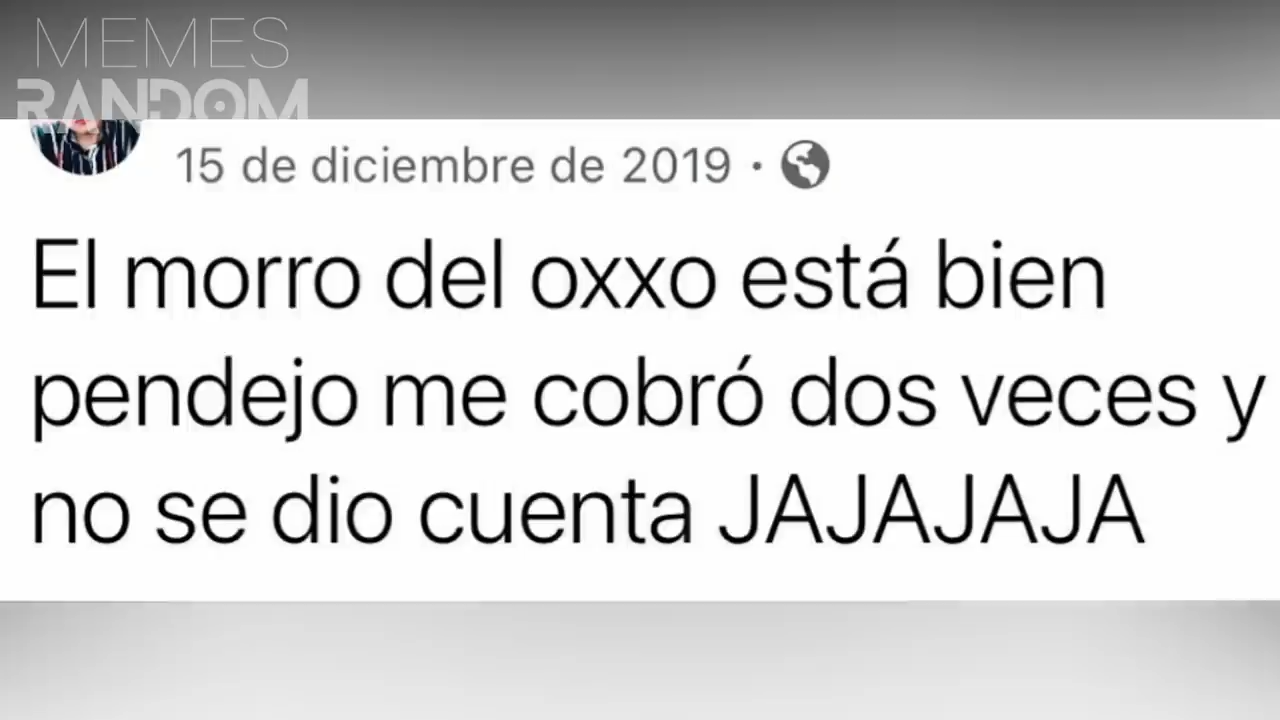 MEMES
RANDOM
15 de diciembre de 2019 ·
El morro del oxxo está bien
pendejo me cobró dos veces y
no se dio cuenta JAJAJAJA